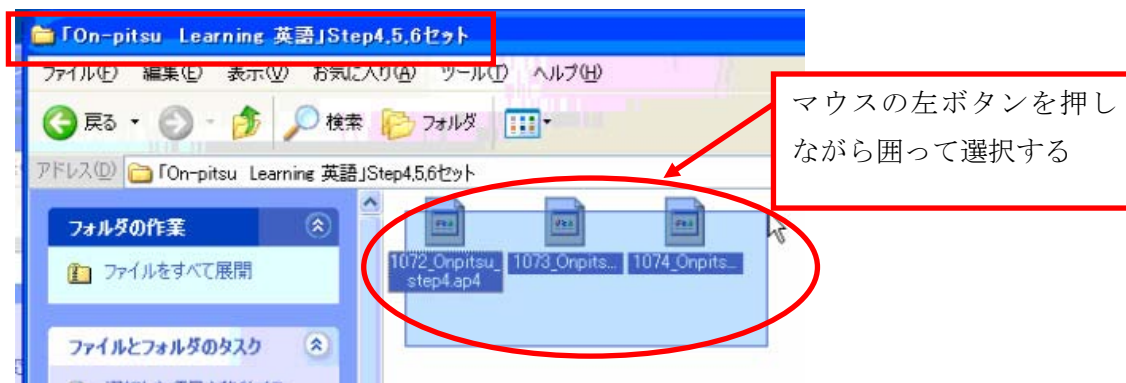 「On-pitsu Learning 英語」Step4,5,6セット
ファイル(F) 編集(E) 表示(V) お気に入り(A) ツール(T) ヘルプ(H)
戻る 検索 フォルダ
アドレス(D) 「On-pitsu Learning 英語」Step4,5,6セット
マウスの左ボタンを押し
ながら囲って選択する
フォルダの作業
ファイルをすべて展開
1072_Onpitsu_
step4.ap4
1073_Onpits...
1074_Onpits...
ファイルとフォルダのタスク